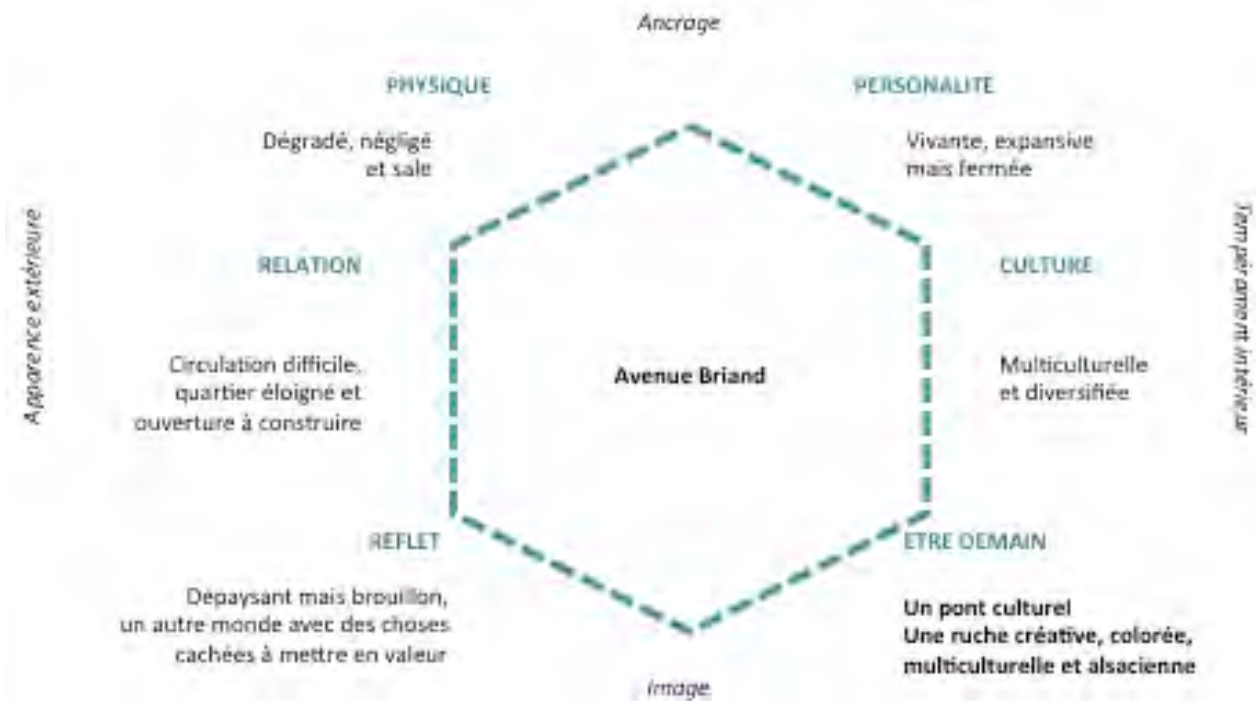 Ancrage
PHYSIQUE
PERSONALITE
Dégradé, négligé
et sale
Vivante, expansive
mais fermée
Apparence extérieure
Tempérament intérieur
RELATION
CULTURE
Circulation difficile,
quartier éloigné et
ouverture à construire
Avenue Briand
Multiculturelle
et diversifiée
REFLET
ETRE DEMAIN
Dépaysant mais brouillon,
un autre monde avec des choses
cachées à mettre en valeur
Un pont culturel
Une ruche créative, colorée,
multiculturelle et alsacienne
Image